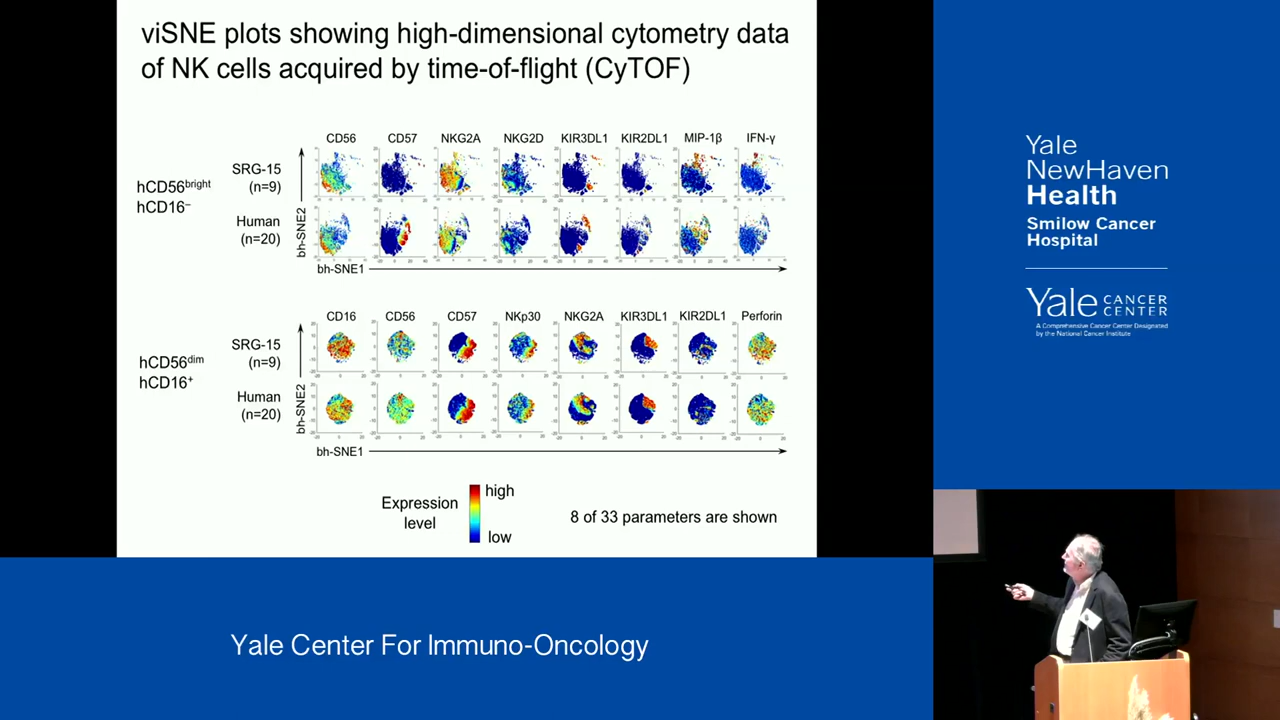 viSNE plots showing high-dimensional cytometry data
of NK cells acquired by time-of-flight (CyTOF)
CD56 CD57 NKG2A NKG2D KIR3DL1 KIR2DL1 MIP-1β IFN-γ
SRG-15
(n=9)
hCD56bright
hCD16–
Human
(n=20)
bh-SNE2
bh-SNE1
CD16 CD56 CD57 NKp30 NKG2A KIR3DL1 KIR2DL1 Perforin
SRG-15
(n=9)
hCD56dim
hCD16+
Human
(n=20)
bh-SNE2
bh-SNE1
Expression
level
high
low
8 of 33 parameters are shown
Yale
NewHaven
Health
Smilow Cancer
Hospital
Yale CANCER
CENTER
A Comprehensive Cancer Center Designated
by the National Cancer Institute
Yale Center For Immuno-Oncology